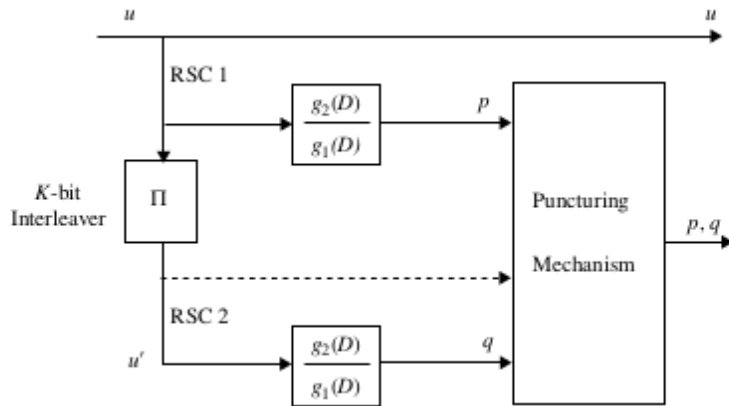 u u
RSC 1
g₂(D)
g₁(D)
p
K-bit
Interleaver
Π
Puncturing
Mechanism
p, q
RSC 2
u′
g₂(D)
g₁(D)
q